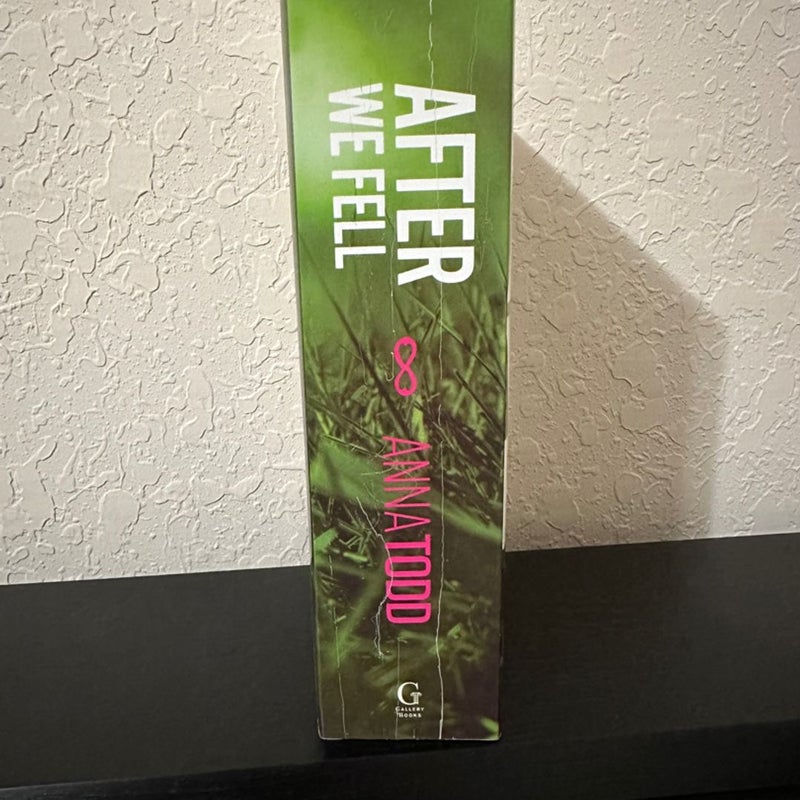 AFTER
WE FELL
ANNA TODD
G
GALLERY
BOOKS